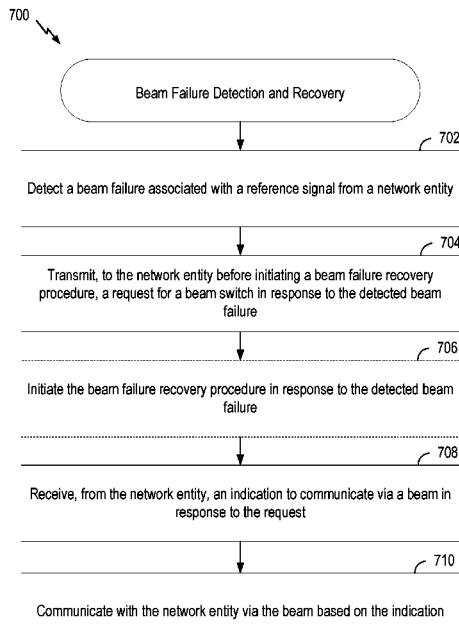 700
Beam Failure Detection and Recovery
702
Detect a beam failure associated with a reference signal from a network entity
704
Transmit, to the network entity before initiating a beam failure recovery
procedure, a request for a beam switch in response to the detected beam
failure
706
Initiate the beam failure recovery procedure in response to the detected beam
failure
708
Receive, from the network entity, an indication to communicate via a beam in
response to the request
710
Communicate with the network entity via the beam based on the indication